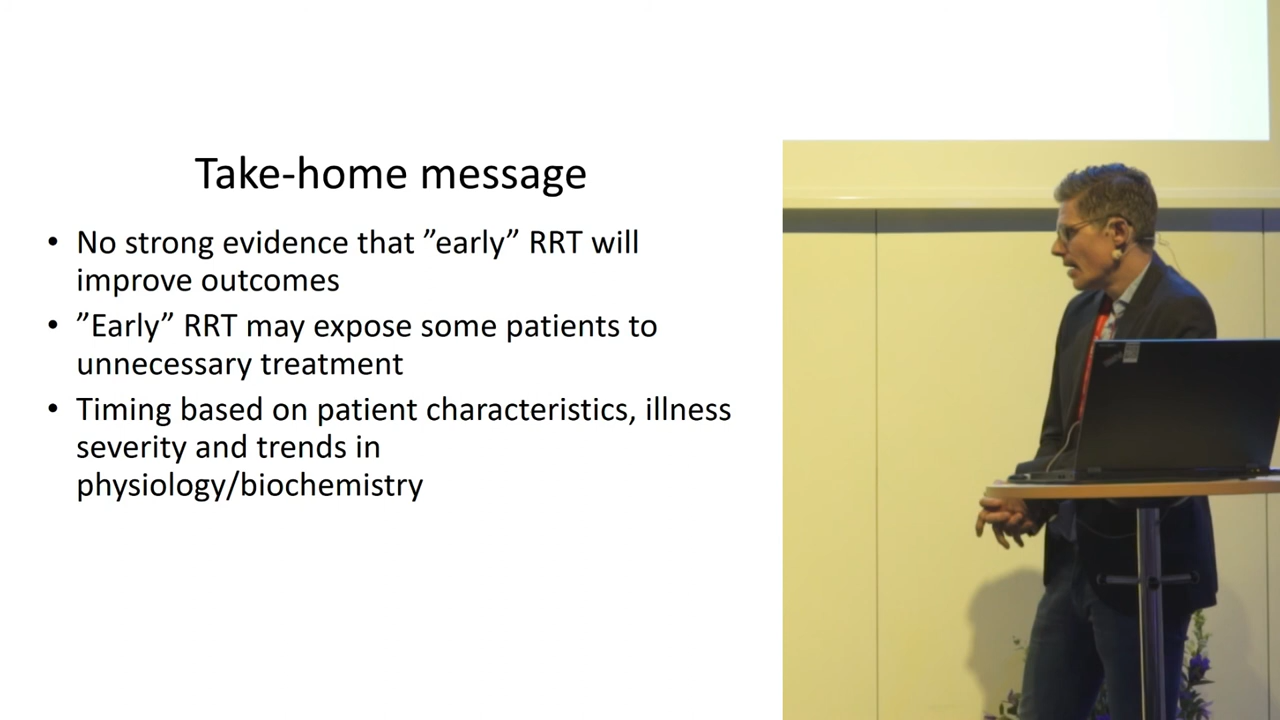 Take-home message
• No strong evidence that ”early” RRT will
improve outcomes
• ”Early” RRT may expose some patients to
unnecessary treatment
• Timing based on patient characteristics, illness
severity and trends in
physiology/biochemistry